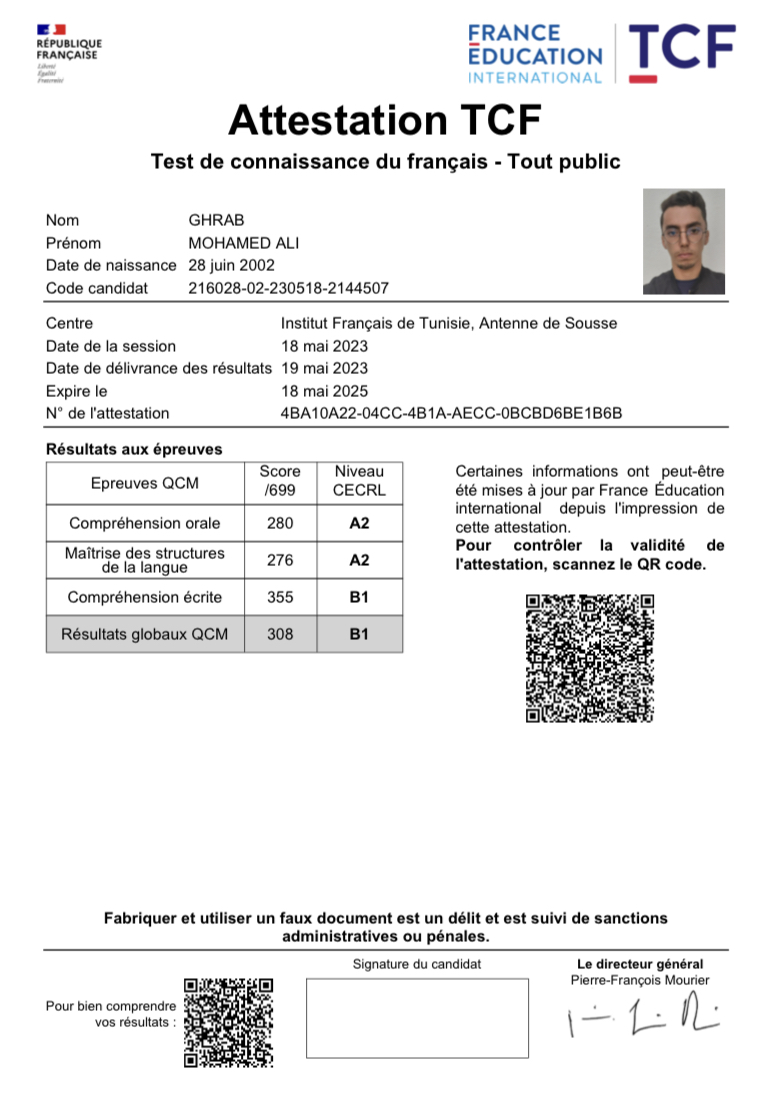 RÉPUBLIQUE
FRANÇAISE
Liberté
Égalité
Fraternité
FRANCE
ÉDUCATION
INTERNATIONAL
TCF
Attestation TCF
Test de connaissance du français - Tout public
Nom GHRAB
Prénom MOHAMED ALI
Date de naissance 28 juin 2002
Code candidat 216028-02-230518-2144507
Centre Institut Français de Tunisie, Antenne de Sousse
Date de la session 18 mai 2023
Date de délivrance des résultats 19 mai 2023
Expire le 18 mai 2025
N° de l'attestation 4BA10A22-04CC-4B1A-AECC-0BCBD6BE1B6B
Résultats aux épreuves
Epreuves QCM Score /699 Niveau CECRL
Compréhension orale 280 A2
Maîtrise des structures de la langue 276 A2
Compréhension écrite 355 B1
Résultats globaux QCM 308 B1
Certaines informations ont peut-être
été mises à jour par France Éducation
international depuis l'impression de
cette attestation.
Pour contrôler la validité de
l'attestation, scannez le QR code.
Fabriquer et utiliser un faux document est un délit et est suivi de sanctions
administratives ou pénales.
Pour bien comprendre
vos résultats :
Signature du candidat
Le directeur général
Pierre-François Mourier